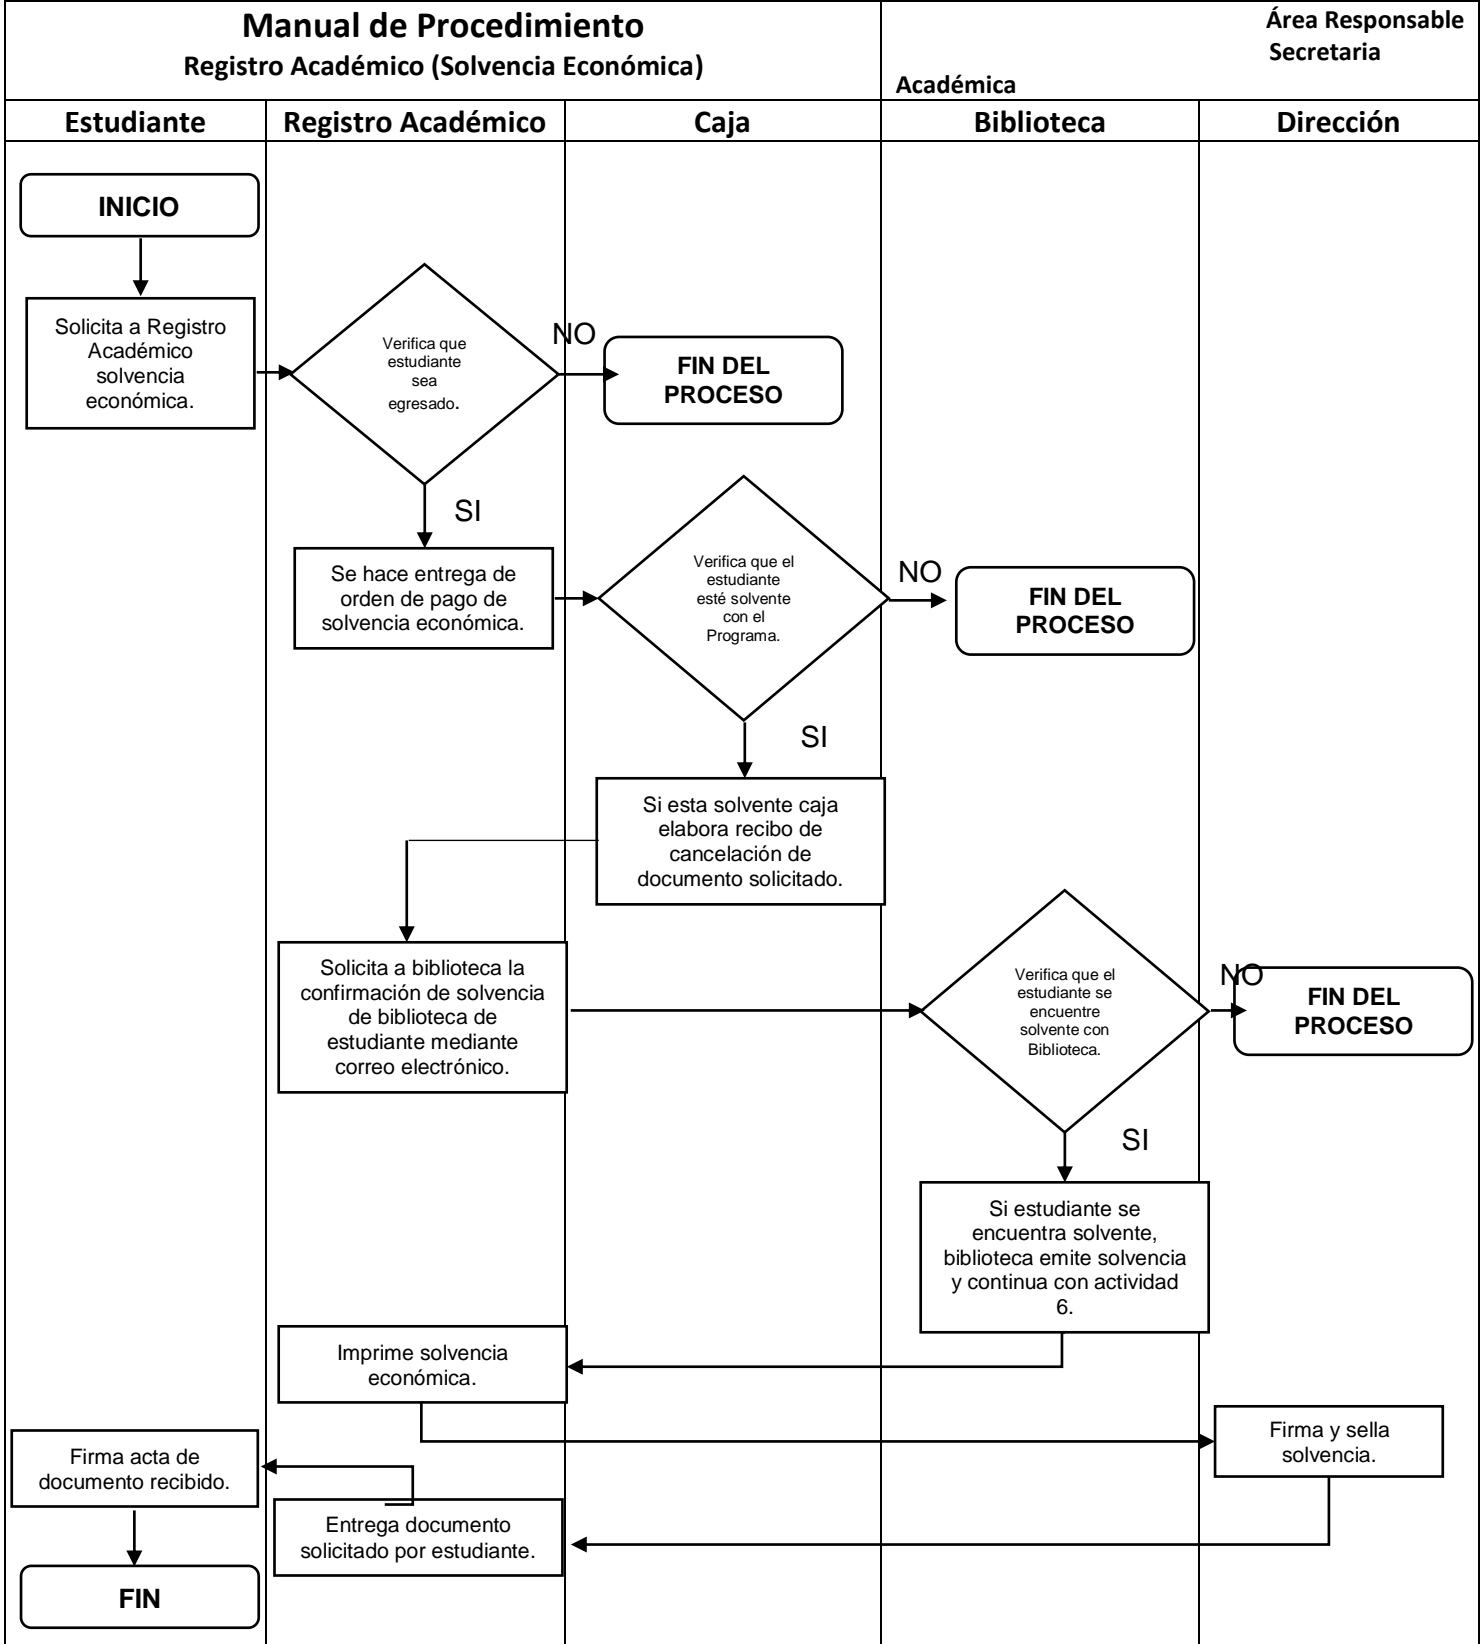 Manual de Procedimiento
Registro Académico (Solvencia Económica)
Área Responsable
Secretaria
Académica
Estudiante
Registro Académico
Caja
Biblioteca
Dirección
INICIO
Solicita a Registro
Académico
solvencia
económica.
Verifica que
estudiante
sea
egresado.
NO
FIN DEL
PROCESO
SI
Se hace entrega de
orden de pago de
solvencia económica.
Verifica que el
estudiante
esté solvente
con el
Programa.
NO
FIN DEL
PROCESO
SI
Si esta solvente caja
elabora recibo de
cancelación de
documento solicitado.
Solicita a biblioteca la
confirmación de solvencia
de biblioteca de
estudiante mediante
correo electrónico.
Verifica que el
estudiante se
encuentre
solvente con
Biblioteca.
NO
FIN DEL
PROCESO
SI
Si estudiante se
encuentra solvente,
biblioteca emite solvencia
y continua con actividad
6.
Imprime solvencia
económica.
Firma y sella
solvencia.
Firma acta de
documento recibido.
Entrega documento
solicitado por estudiante.
FIN